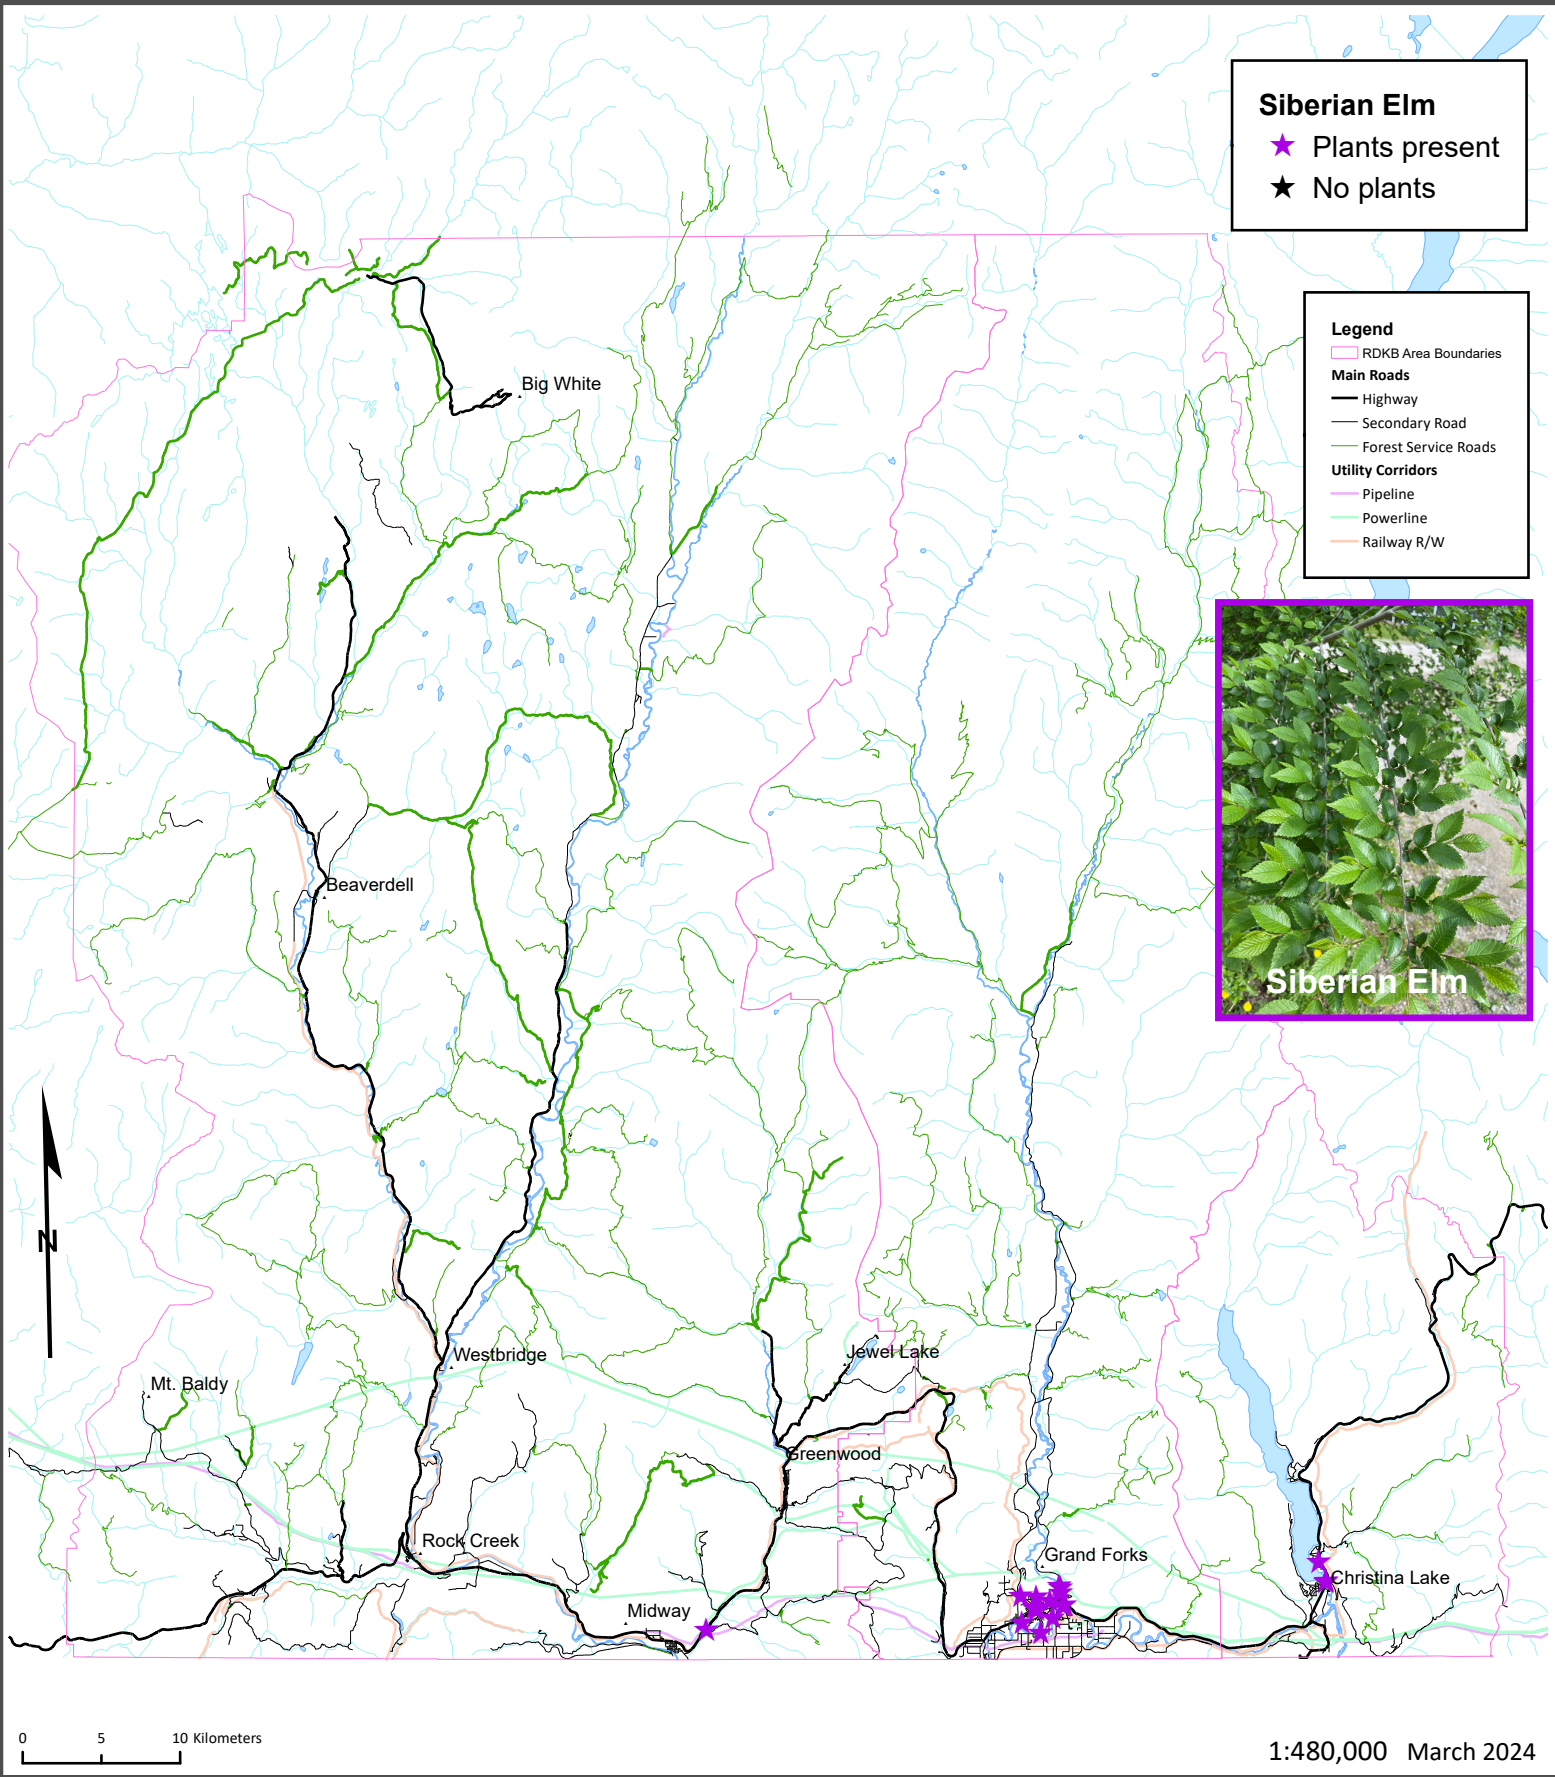 Siberian Elm
Plants present
No plants
Legend
RDKB Area Boundaries
Main Roads
Highway
Secondary Road
Forest Service Roads
Utility Corridors
Pipeline
Powerline
Railway R/W
Big White
Siberian Elm
Beaverdell
N
Westbridge
Jewel Lake
Mt. Baldy
Greenwood
Rock Creek
Grand Forks
Christina Lake
Midway
0 5 10 Kilometers
1:480,000 March 2024